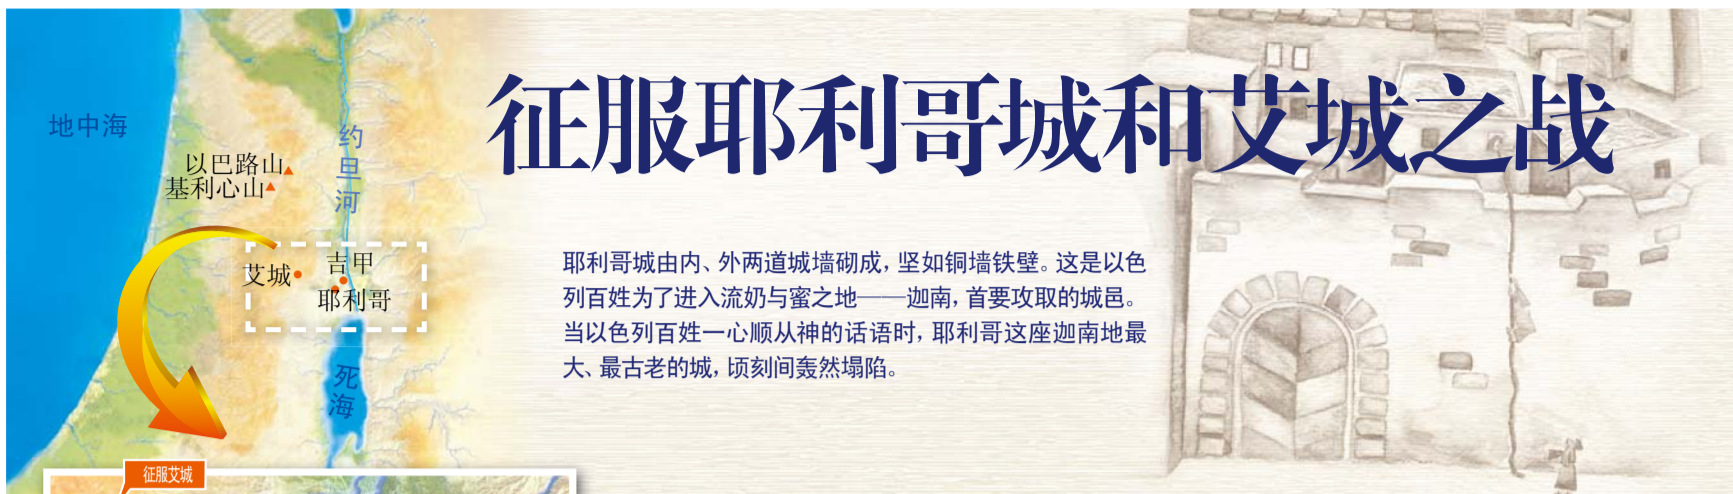 征服耶利哥城和艾城之战
地中海
约旦河
以巴路山
基利心山
艾城
吉甲
耶利哥
死海
征服艾城
耶利哥城由内、外两道城墙砌成，坚如铜墙铁壁。这是以色
列百姓为了进入流奶与蜜之地——迦南，首要攻取的城邑。
当以色列百姓一心顺从神的话语时，耶利哥这座迦南地最
大、最古老的城，顷刻间轰然塌陷。